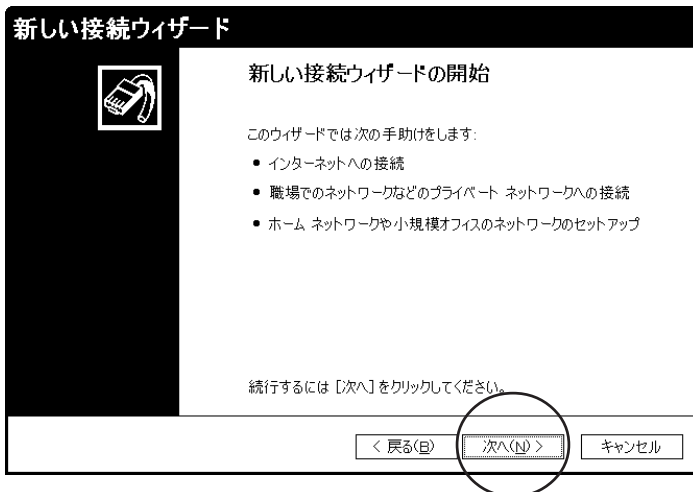 新しい接続ウィザード
新しい接続ウィザードの開始
このウィザードでは次の手助けをします:
● インターネットへの接続
● 職場でのネットワークなどのプライベート ネットワークへの接続
● ホーム ネットワークや小規模オフィスのネットワークのセットアップ
続行するには [次へ] をクリックしてください。
< 戻る(B) 次へ(N) > キャンセル